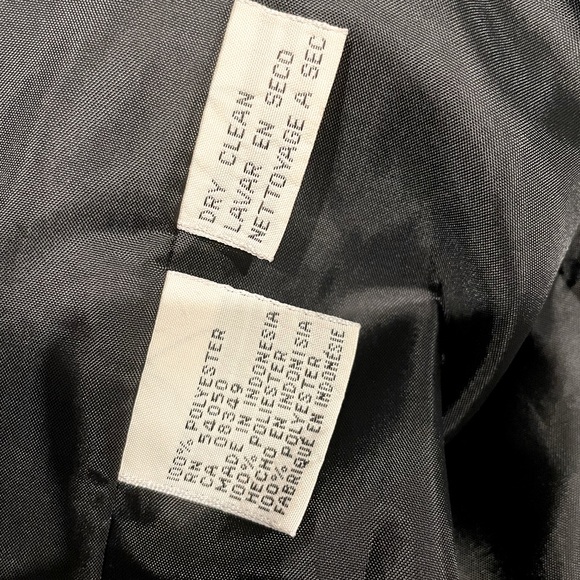 DRY CLEAN
LAVAR EN SECO
NETTOYAGE A SEC
100% POLYESTER
RN 54050
CA 08349
MADE IN INDONESIA
100% POLIESTER
HECHO EN INDONISIA
100% POLYESTER
FABRIQUÉ EN INDONÉSIE